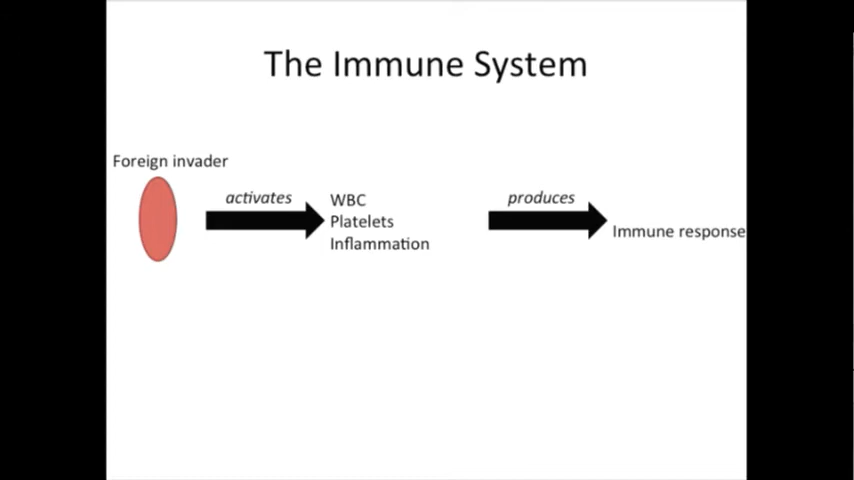 The Immune System
Foreign invader
activates
WBC
Platelets
Inflammation
produces
Immune response